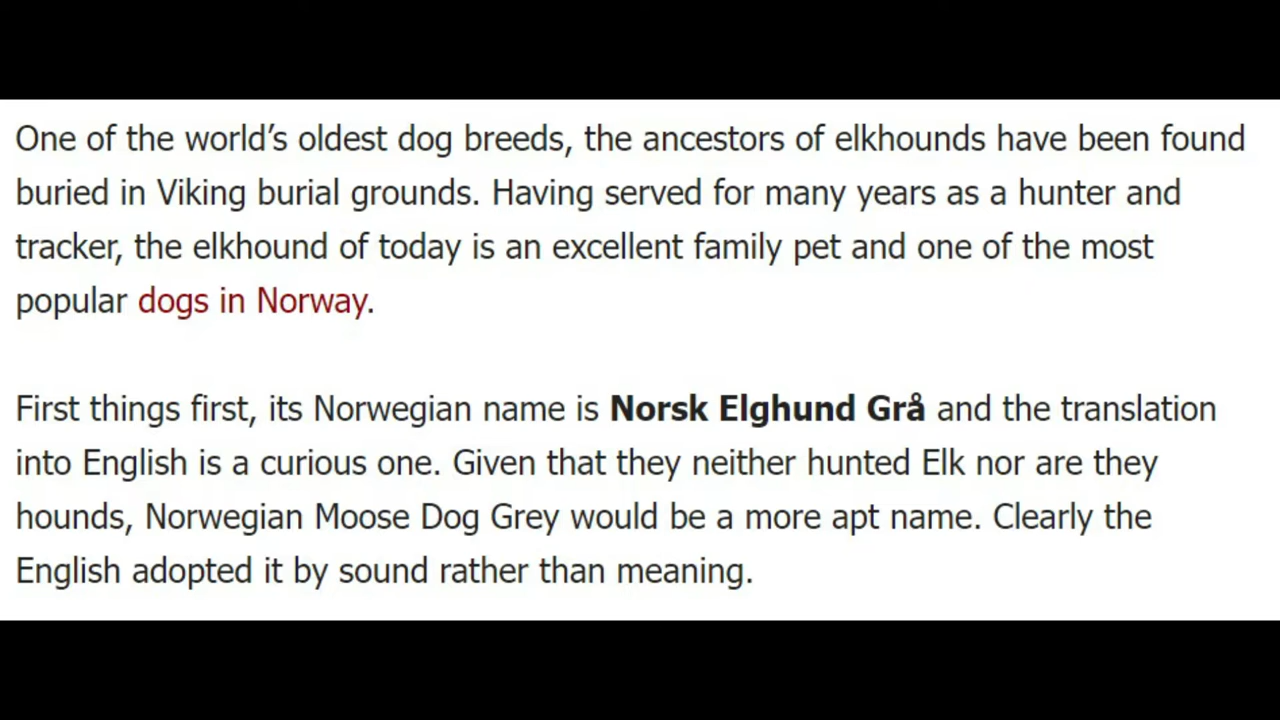 One of the world’s oldest dog breeds, the ancestors of elkhounds have been found
buried in Viking burial grounds. Having served for many years as a hunter and
tracker, the elkhound of today is an excellent family pet and one of the most
popular dogs in Norway.
First things first, its Norwegian name is Norsk Elghund Grå and the translation
into English is a curious one. Given that they neither hunted Elk nor are they
hounds, Norwegian Moose Dog Grey would be a more apt name. Clearly the
English adopted it by sound rather than meaning.